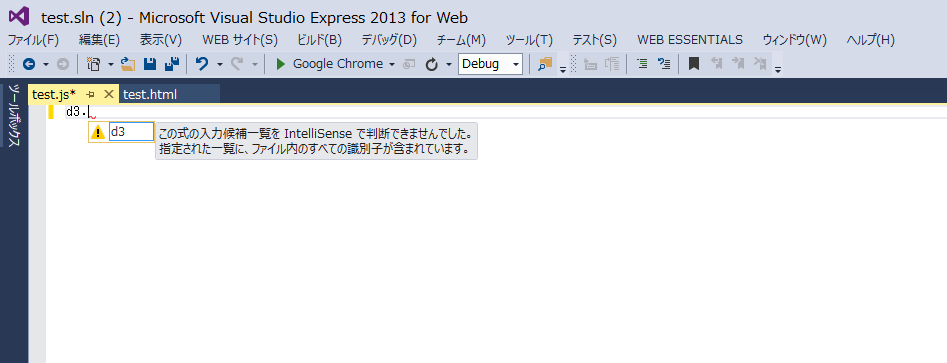 test.sln (2) - Microsoft Visual Studio Express 2013 for Web
ファイル(F) 編集(E) 表示(V) WEB サイト(S) ビルド(B) デバッグ(D) チーム(M) ツール(T) テスト(S) WEB ESSENTIALS ウィンドウ(W) ヘルプ(H)
Google Chrome Debug
ツールボックス
test.js* test.html
d3.
d3
この式の入力候補一覧を IntelliSense で判断できませんでした。
指定された一覧に、ファイル内のすべての識別子が含まれています。